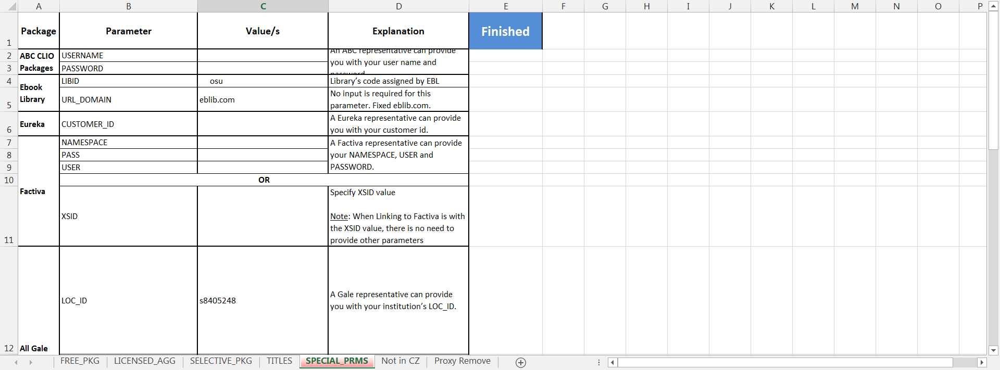 A B C D E F G H I J K L M N O P
1 Package Parameter Value/s Explanation Finished
2 ABC CLIO USERNAME An ABC representative can provide
you with your user name and
3 Packages PASSWORD password.
4 LIBID osu Library’s code assigned by EBL
Ebook
Library
5 URL_DOMAIN eblib.com No input is required for this
parameter. Fixed eblib.com.
6 Eureka CUSTOMER_ID A Eureka representative can provide
you with your customer id.
7 NAMESPACE A Factiva representative can provide
8 PASS your NAMESPACE, USER and
9 USER PASSWORD.
10 OR
Factiva
Specify XSID value
11 XSID Note: When Linking to Factiva is with
the XSID value, there is no need to
provide other parameters
LOC_ID s8405248 A Gale representative can provide
you with your institution’s LOC_ID.
12 All Gale
FREE_PKG LICENSED_AGG SELECTIVE_PKG TITLES SPECIAL_PRMS Not in CZ Proxy Remove